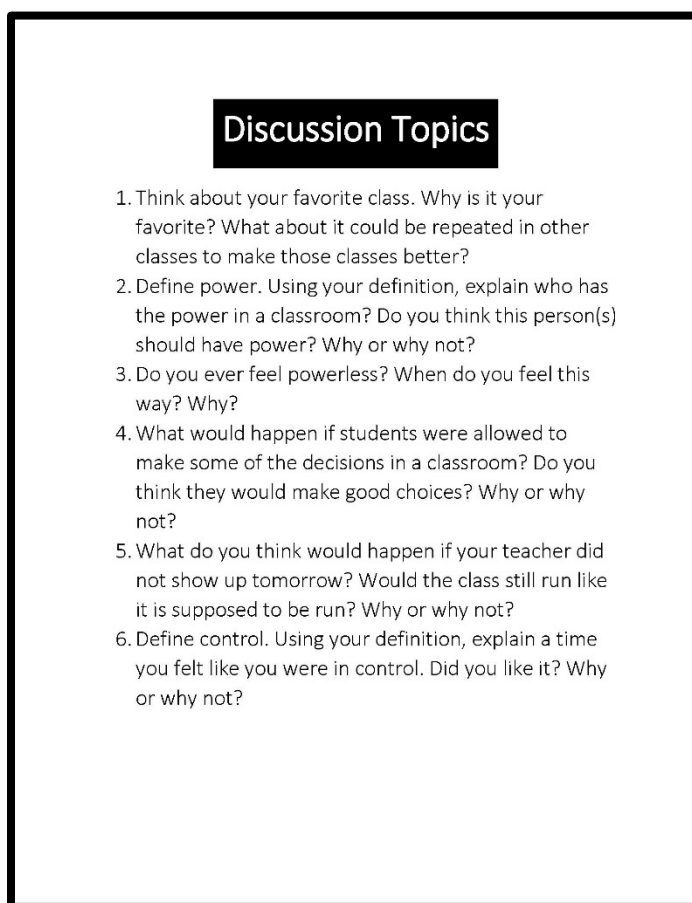 Discussion Topics
1. Think about your favorite class. Why is it your
favorite? What about it could be repeated in other
classes to make those classes better?
2. Define power. Using your definition, explain who has
the power in a classroom? Do you think this person(s)
should have power? Why or why not?
3. Do you ever feel powerless? When do you feel this
way? Why?
4. What would happen if students were allowed to
make some of the decisions in a classroom? Do you
think they would make good choices? Why or why
not?
5. What do you think would happen if your teacher did
not show up tomorrow? Would the class still run like
it is supposed to be run? Why or why not?
6. Define control. Using your definition, explain a time
you felt like you were in control. Did you like it? Why
or why not?